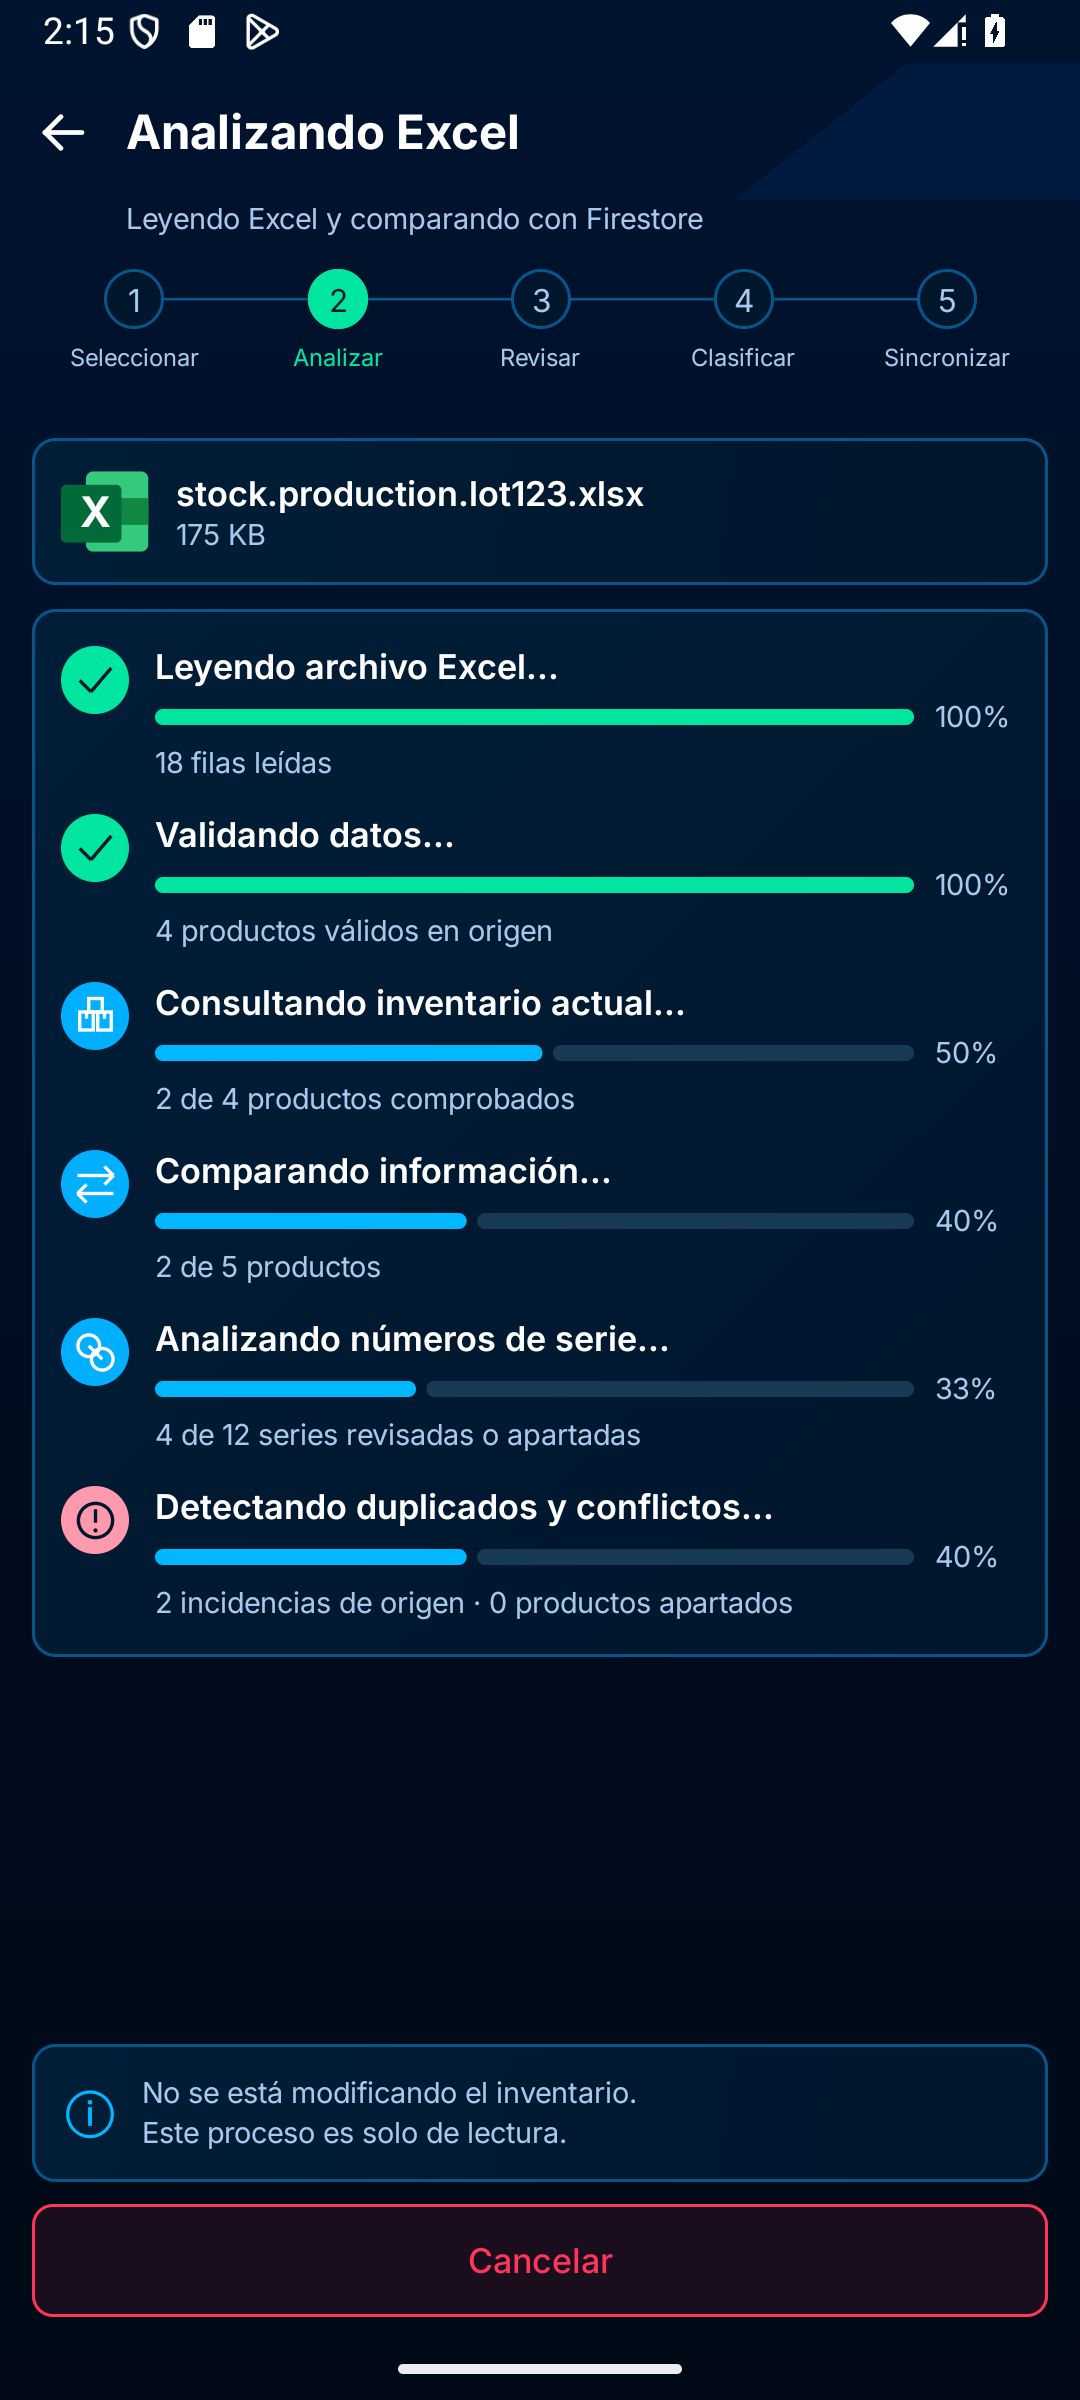 2:15
Analizando Excel
Leyendo Excel y comparando con Firestore
1 2 3 4 5
Seleccionar Analizar Revisar Clasificar Sincronizar
X
stock.production.lot123.xlsx
175 KB
Leyendo archivo Excel...
100%
18 filas leídas
Validando datos...
100%
4 productos válidos en origen
Consultando inventario actual...
50%
2 de 4 productos comprobados
Comparando información...
40%
2 de 5 productos
Analizando números de serie...
33%
4 de 12 series revisadas o apartadas
Detectando duplicados y conflictos...
40%
2 incidencias de origen · 0 productos apartados
No se está modificando el inventario.
Este proceso es solo de lectura.
Cancelar